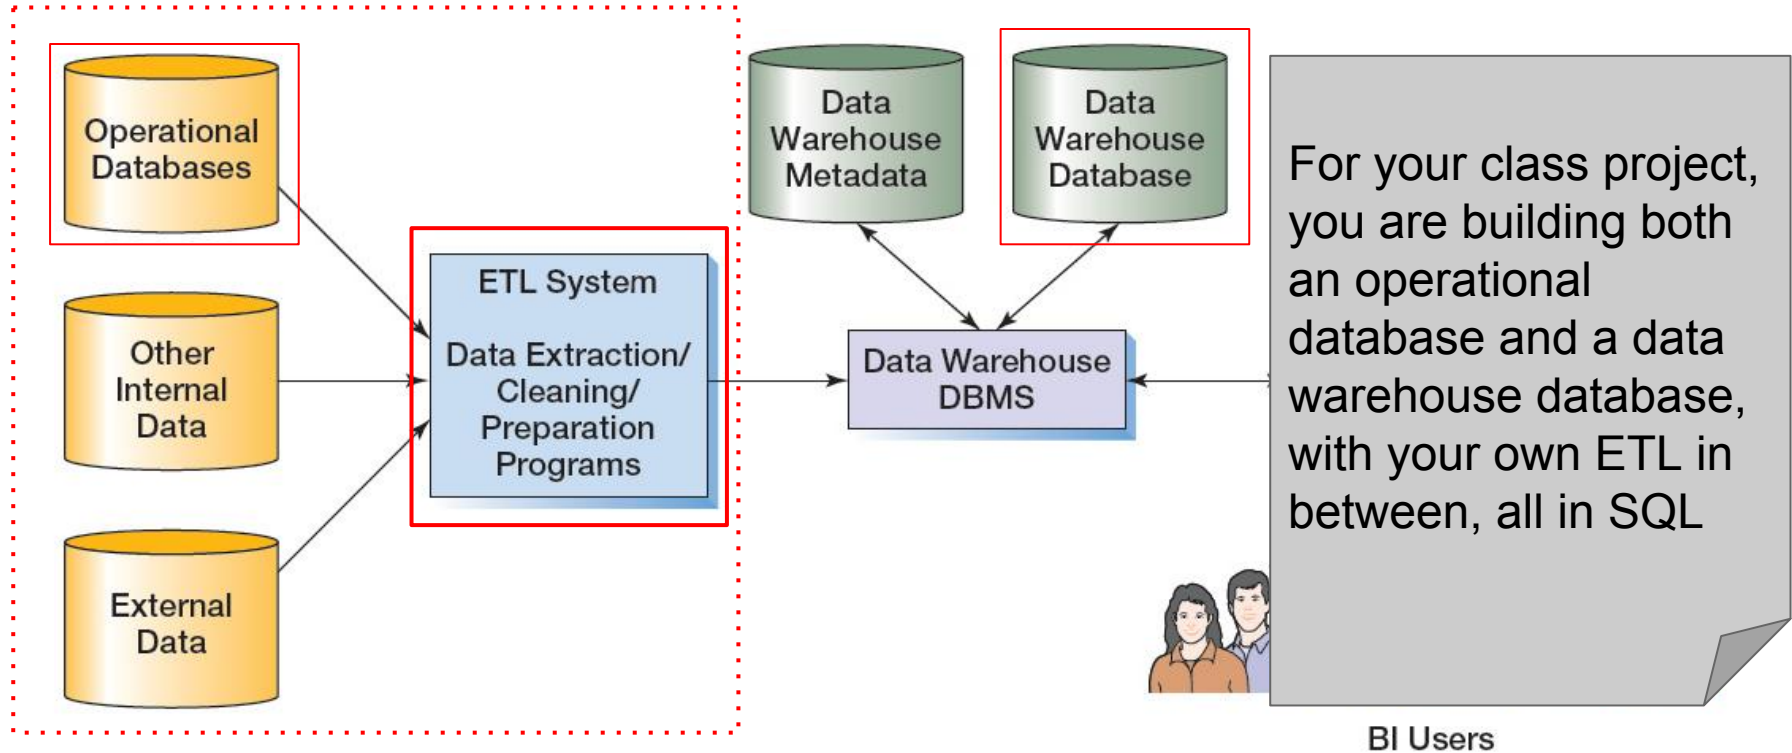 Operational
Databases
Other
Internal
Data
External
Data
ETL System
Data Extraction/
Cleaning/
Preparation
Programs
Data
Warehouse
Metadata
Data
Warehouse
Database
Data Warehouse
DBMS
For your class project,
you are building both
an operational
database and a data
warehouse database,
with your own ETL in
between, all in SQL
BI Users